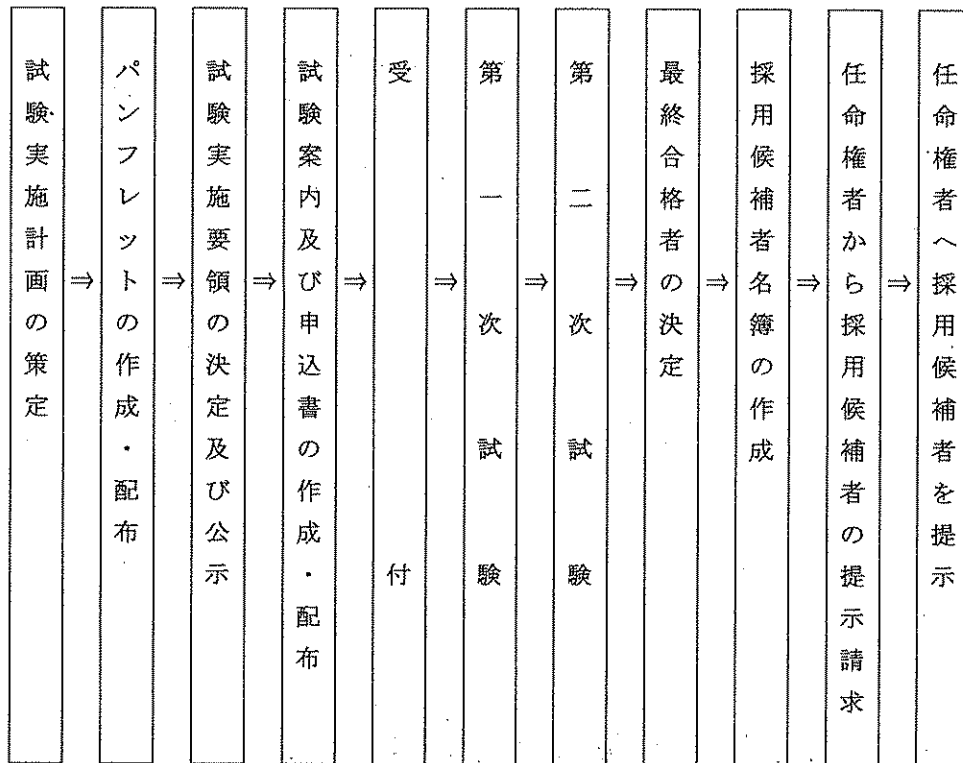 試験実施計画の策定
⇒
パンフレットの作成・配布
⇒
試験実施要領の決定及び公示
⇒
試験案内及び申込書の作成・配布
⇒
受付
⇒
第一次試験
⇒
第二次試験
⇒
最終合格者の決定
⇒
採用候補者名簿の作成
⇒
任命権者から採用候補者の提示請求
⇒
任命権者へ採用候補者を提示